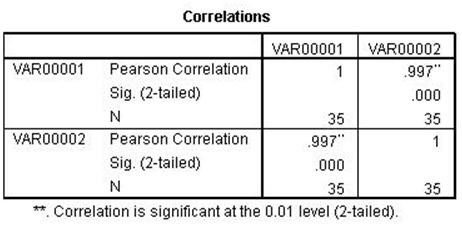 Correlations
VAR00001 VAR00002
VAR00001 Pearson Correlation 1 .997**
Sig. (2-tailed) .000
N 35 35
VAR00002 Pearson Correlation .997** 1
Sig. (2-tailed) .000
N 35 35
**. Correlation is significant at the 0.01 level (2-tailed).